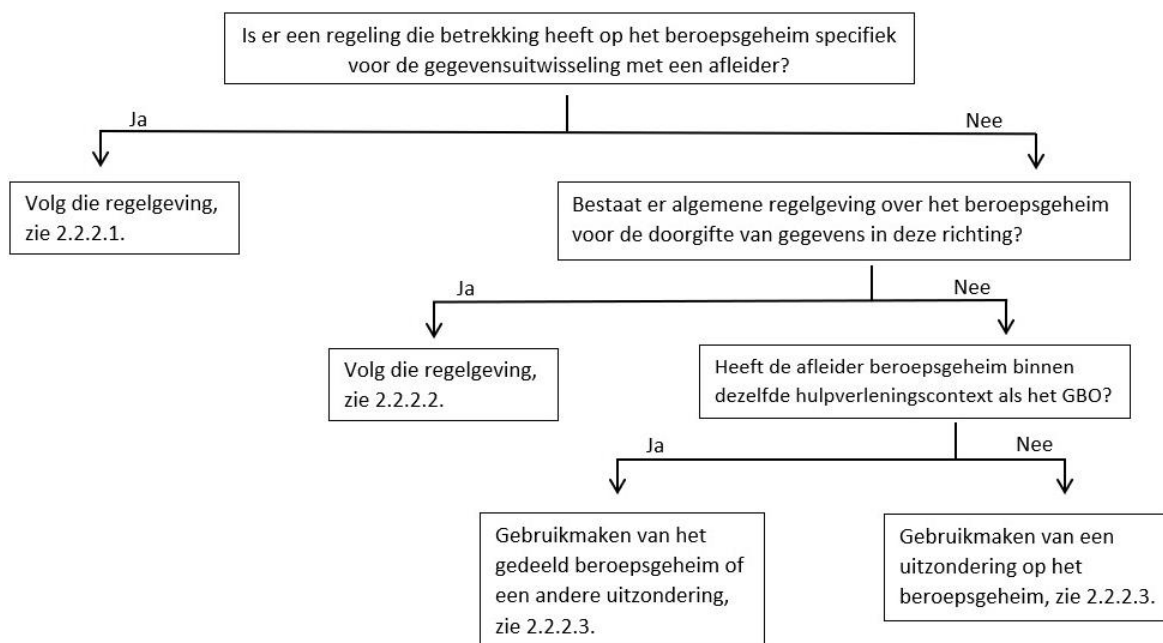 Is er een regeling die betrekking heeft op het beroepsgeheim specifiek
voor de gegevensuitwisseling met een afleider?
Ja
Nee
Volg die regelgeving,
zie 2.2.2.1.
Bestaat er algemene regelgeving over het beroepsgeheim
voor de doorgifte van gegevens in deze richting?
Ja
Nee
Volg die regelgeving,
zie 2.2.2.2.
Heeft de afleider beroepsgeheim binnen
dezelfde hulpverleningscontext als het GBO?
Ja
Nee
Gebruikmaken van het
gedeeld beroepsgeheim of
een andere uitzondering,
zie 2.2.2.3.
Gebruikmaken van een
uitzondering op het
beroepsgeheim, zie 2.2.2.3.